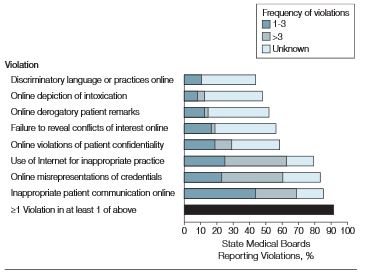 Frequency of violations
1-3
>3
Unknown
Violation
Discriminatory language or practices online
Online depiction of intoxication
Online derogatory patient remarks
Failure to reveal conflicts of interest online
Online violations of patient confidentiality
Use of Internet for inappropriate practice
Online misrepresentations of credentials
Inappropriate patient communication online
≥1 Violation in at least 1 of above
0 10 20 30 40 50 60 70 80 90 100
State Medical Boards
Reporting Violations, %